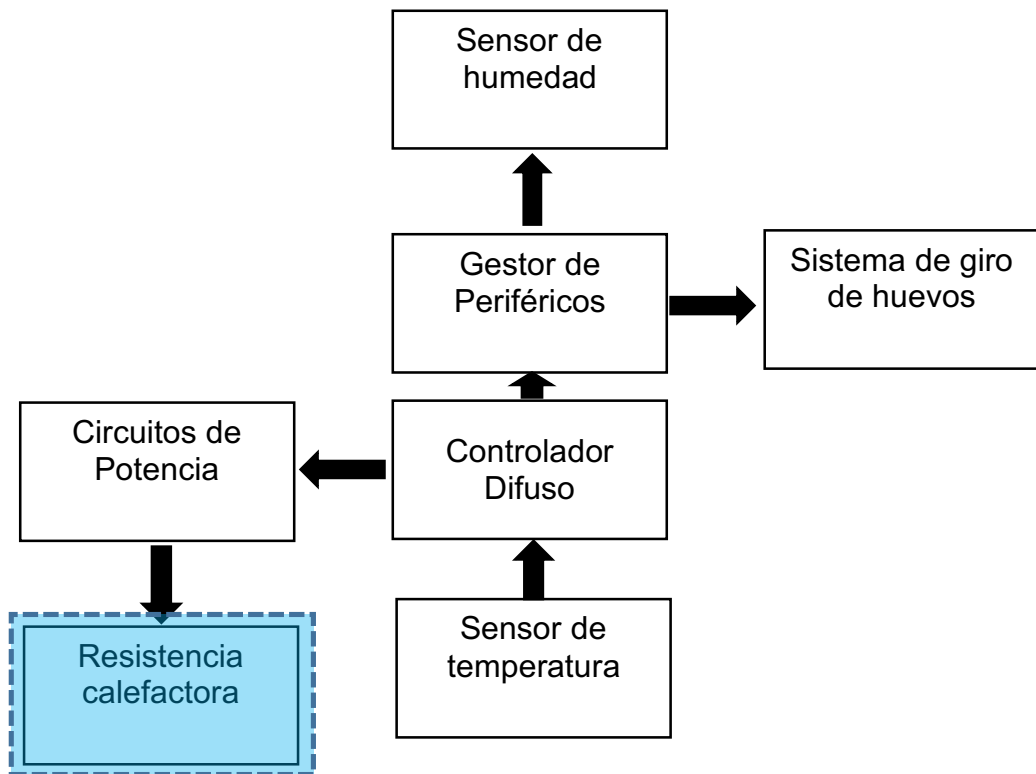 Sensor de
humedad
Gestor de
Periféricos
Sistema de giro
de huevos
Circuitos de
Potencia
Controlador
Difuso
Resistencia
calefactora
Sensor de
temperatura